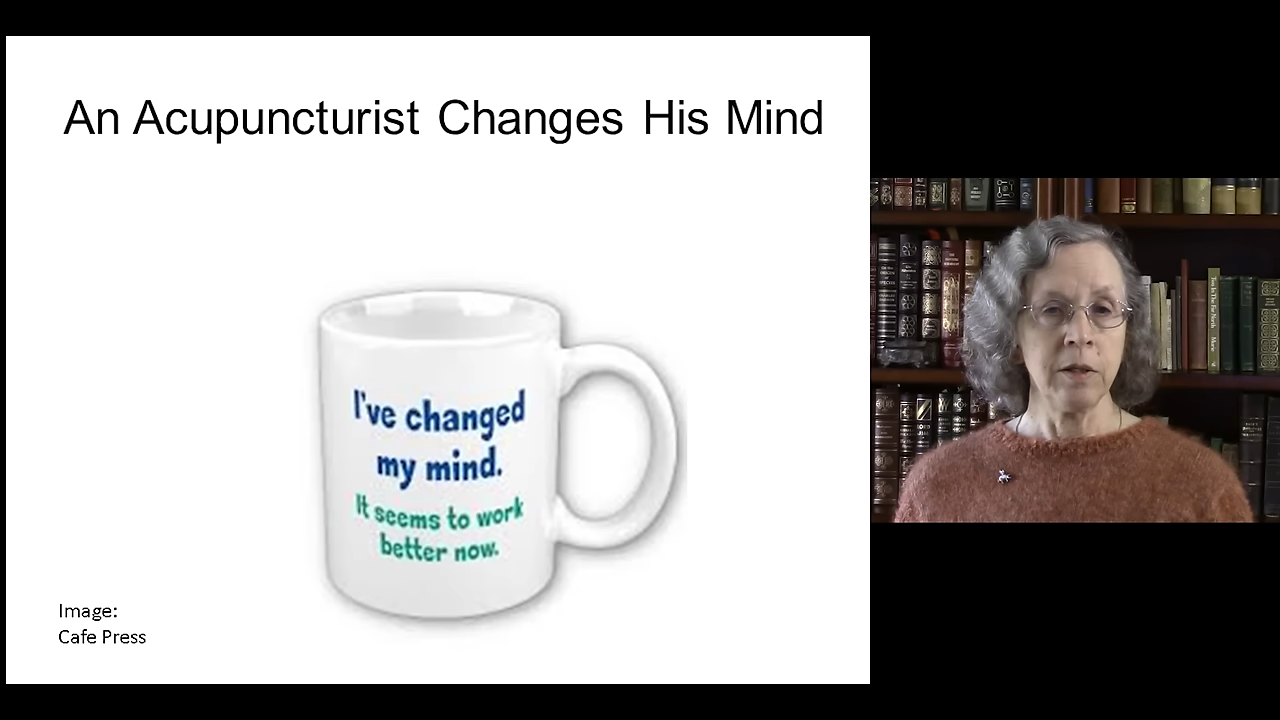 An Acupuncturist Changes His Mind
I've changed
my mind.
It seems to work
better now.
Image:
Cafe Press